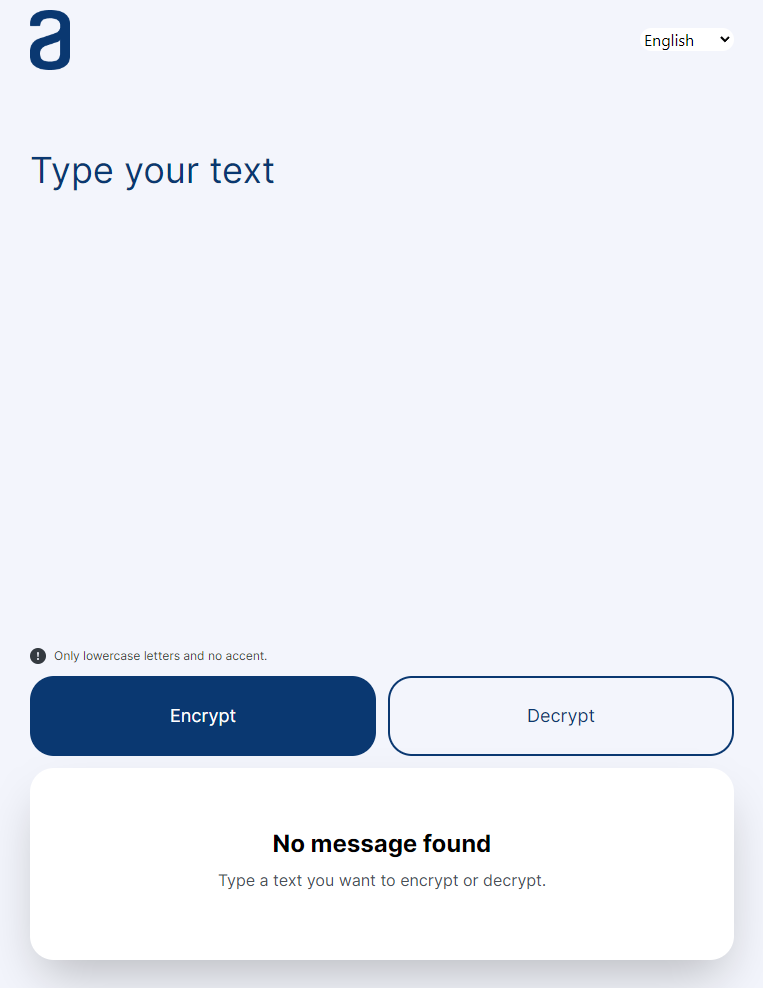 a
English
Type your text
! Only lowercase letters and no accent.
Encrypt
Decrypt
No message found
Type a text you want to encrypt or decrypt.